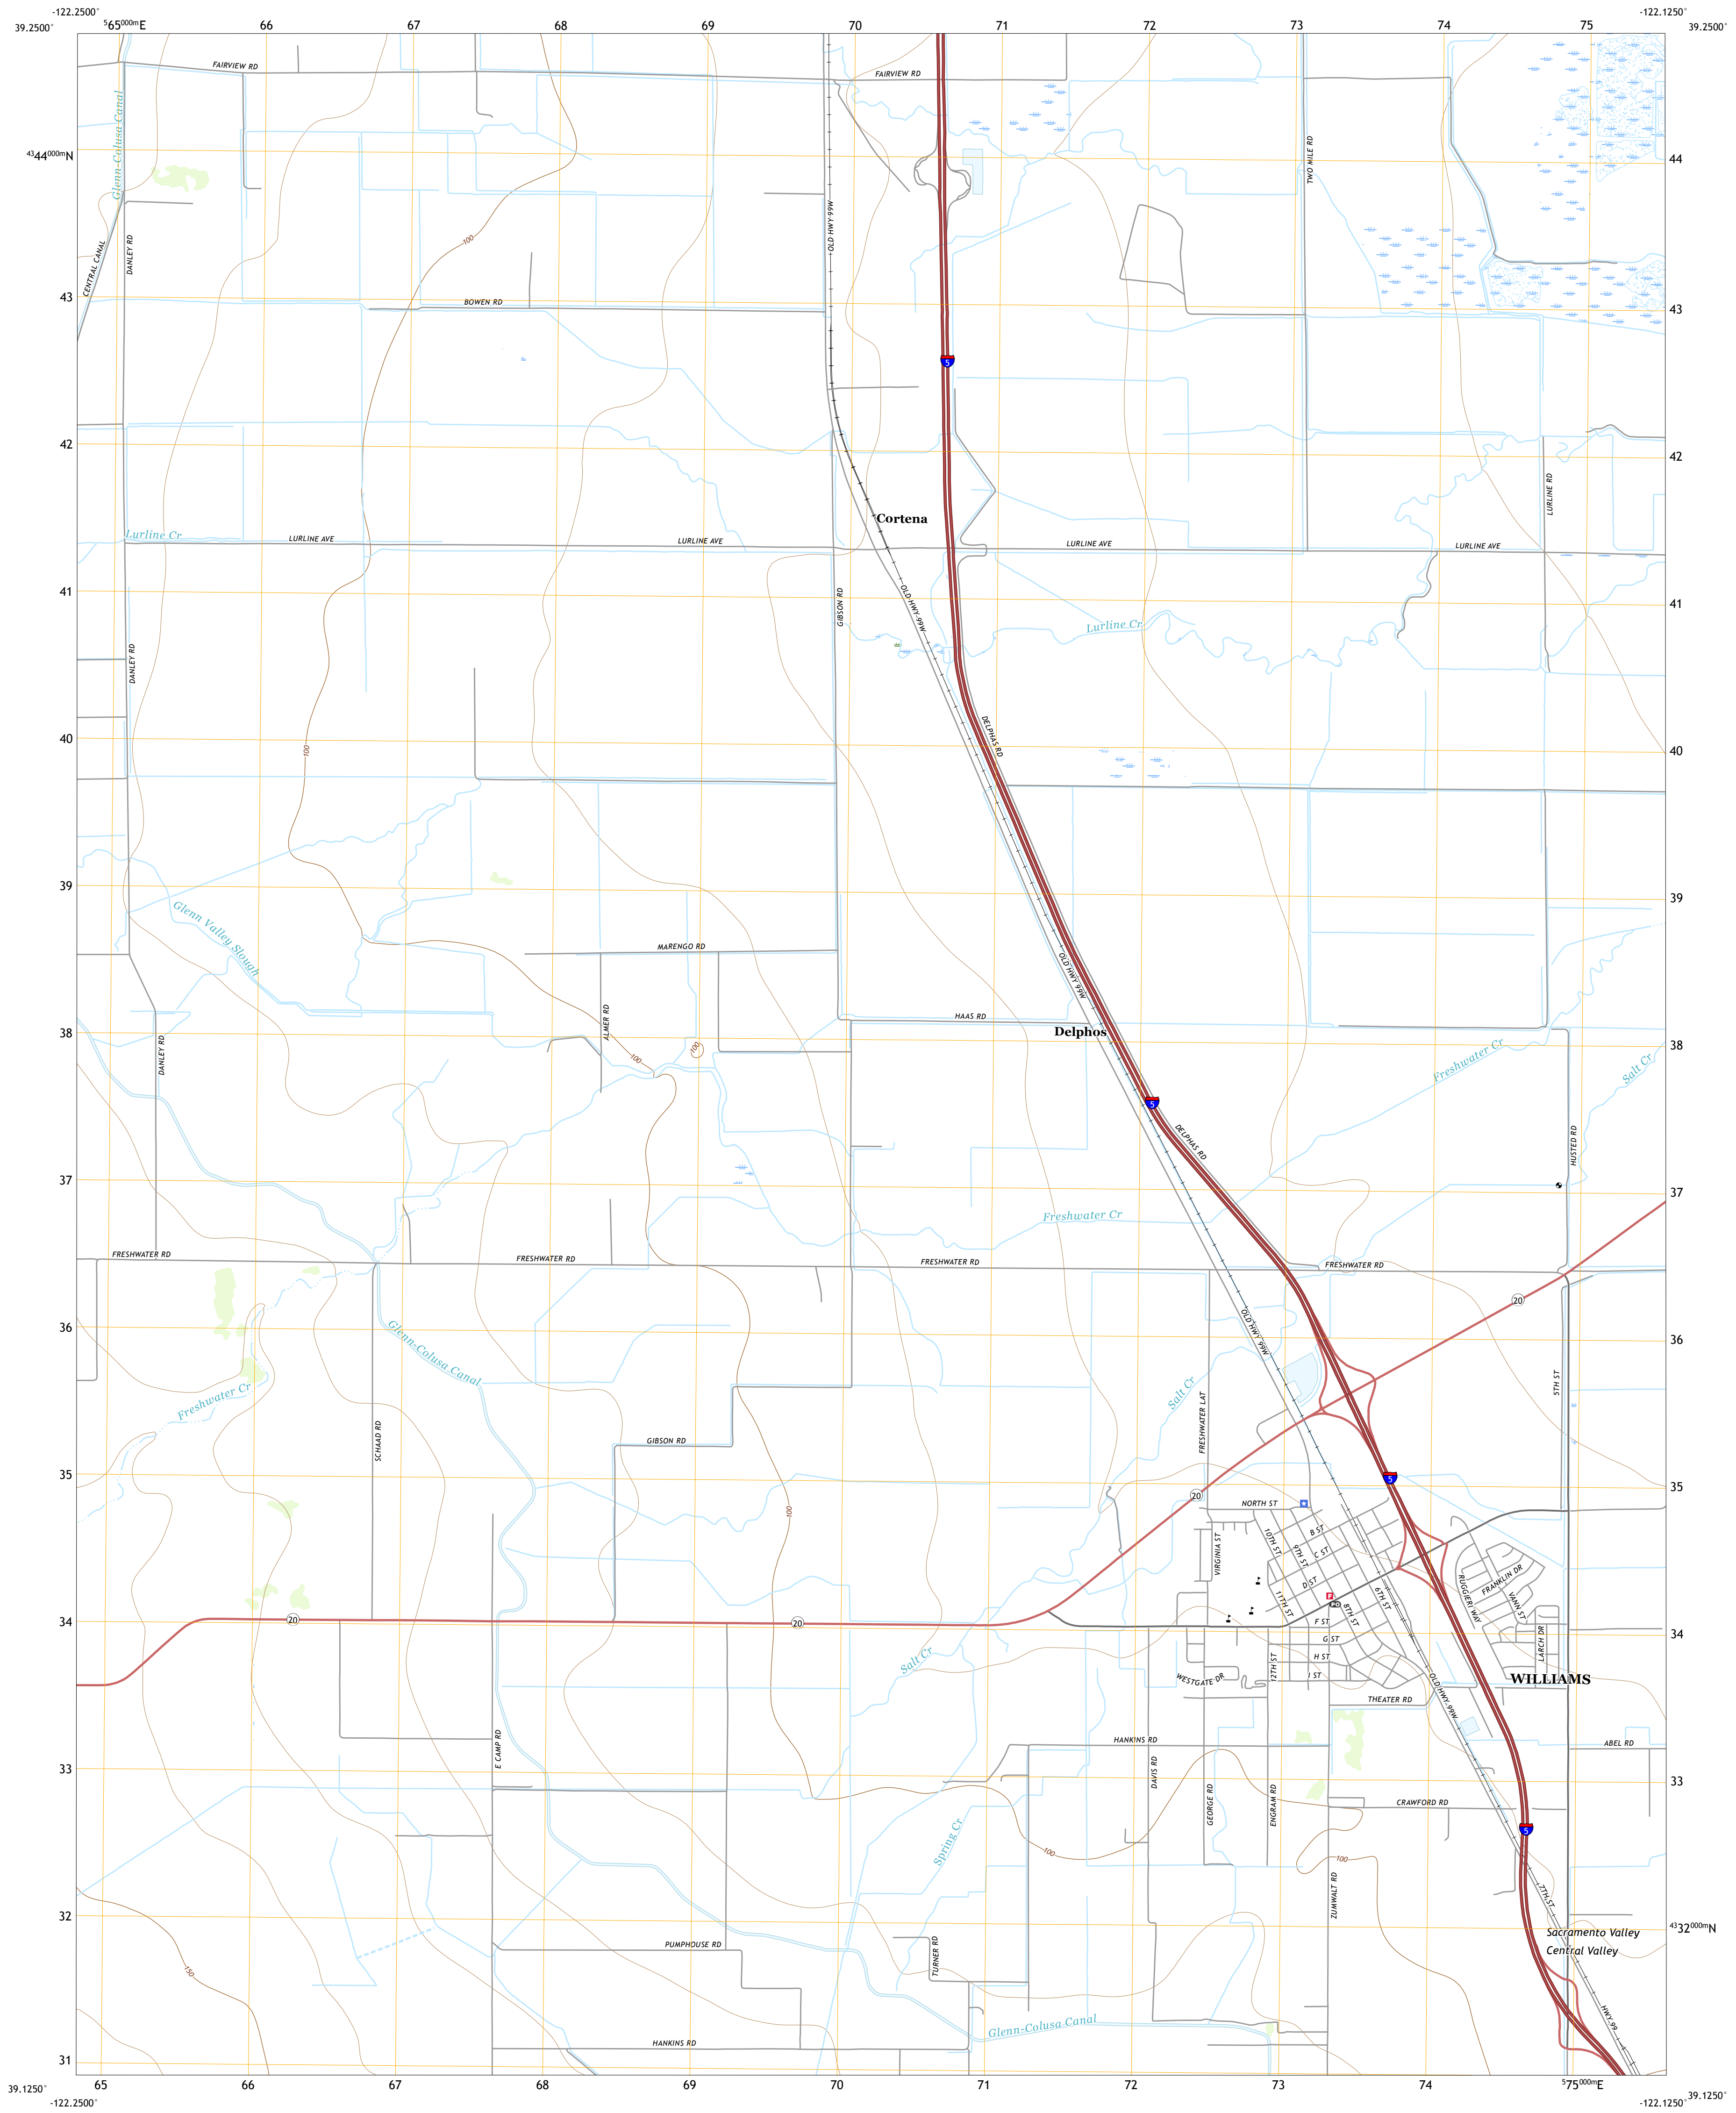 -122.2500°
-122.1250°
39.2500°
⁵65⁰⁰⁰ᵐE
66
67
68
69
70
71
72
73
74
75
39.2500°
FAIRVIEW RD
FAIRVIEW RD
Glenn-Colusa Canal
⁴³44⁰⁰⁰ᵐN
44
TWO MILE RD
OLD HWY 99W
DANLEY RD
CENTRAL CANAL
100
43
BOWEN RD
43
5
42
42
LURLINE RD
Cortena
Lurline Cr
LURLINE AVE
LURLINE AVE
LURLINE AVE
LURLINE AVE
41
GIBSON RD
OLD HWY 99W
41
Lurline Cr
DANLEY RD
DELPHAS RD
40
100
40
39
39
Glenn Valley Slough
MARENGO RD
OLD HWY 99W
ALMER RD
HAAS RD
38
Delphos
38
DANLEY RD
100
100
Freshwater Cr
Salt Cr
5
DELPHAS RD
HUSTED RD
37
37
Freshwater Cr
FRESHWATER RD
FRESHWATER RD
FRESHWATER RD
FRESHWATER RD
20
36
OLD HWY 99W
36
Glenn-Colusa Canal
Freshwater Cr
Salt Cr
5TH ST
FRESHWATER LAT
SCHAAD RD
GIBSON RD
35
5
35
20
100
NORTH ST
B ST
10TH ST
9TH ST
C ST
VIRGINIA ST
D ST
FRANKLIN DR
RUGGIERI WAY
VANN ST
11TH ST
6TH ST
F
PO
8TH ST
34
20
20
F ST
34
G ST
LARCH DR
H ST
Salt Cr
12TH ST
I ST
WESTGATE DR
WILLIAMS
OLD HWY 99W
THEATER RD
E CAMP RD
HANKINS RD
ABEL RD
33
DAVIS RD
33
GEORGE RD
ENGRAM RD
CRAWFORD RD
5
Spring Cr
100
100
ZUMWALT RD
7TH ST
32
⁴³32⁰⁰⁰ᵐN
Sacramento Valley
PUMPHOUSE RD
TURNER RD
Central Valley
150
HWY 99
Glenn-Colusa Canal
HANKINS RD
31
39.1250°
65
66
67
68
69
70
71
72
73
74
⁵75⁰⁰⁰ᵐE
39.1250°
-122.2500°
-122.1250°